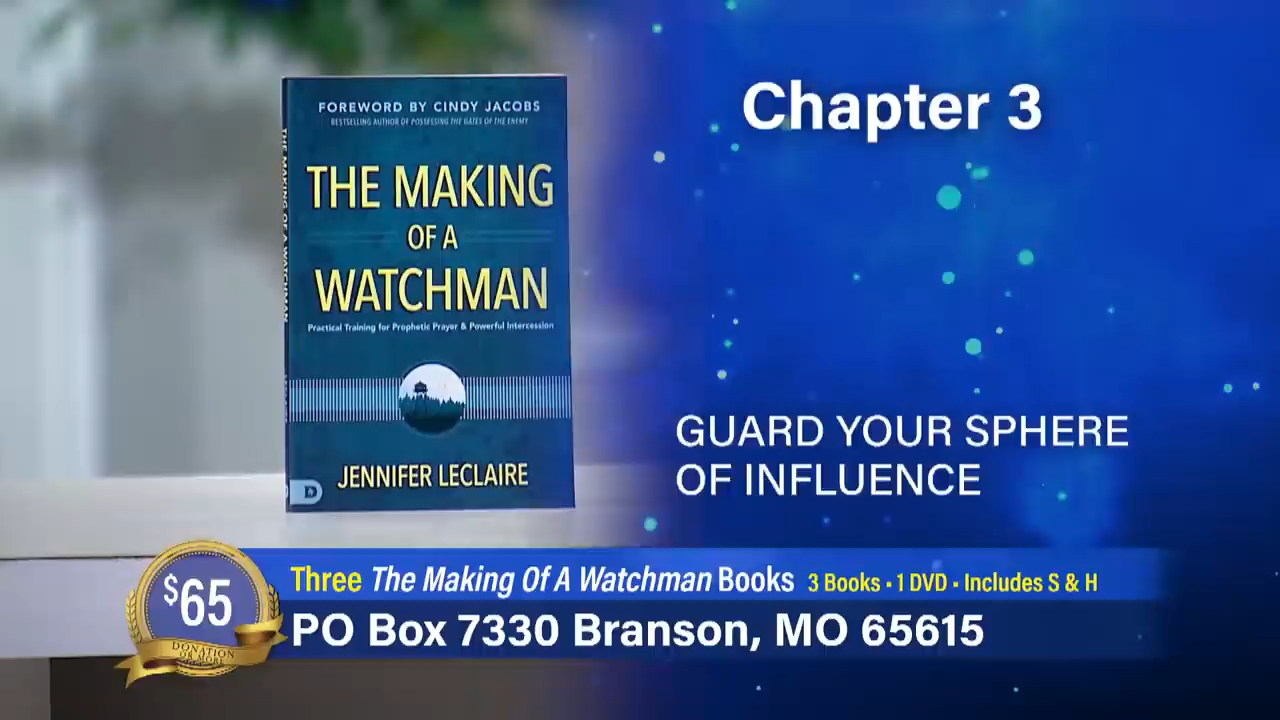 FOREWORD BY CINDY JACOBS
BESTSELLING AUTHOR OF POSSESSING THE GATES OF THE ENEMY
THE MAKING
OF A
WATCHMAN
Practical Training for Prophetic Prayer & Powerful Intercession
JENNIFER LECLAIRE
D
THE MAKING OF A WATCHMAN
Chapter 3
GUARD YOUR SPHERE
OF INFLUENCE
$65
DONATION
OR MORE
Three The Making Of A Watchman Books 3 Books • 1 DVD • Includes S & H
PO Box 7330 Branson, MO 65615